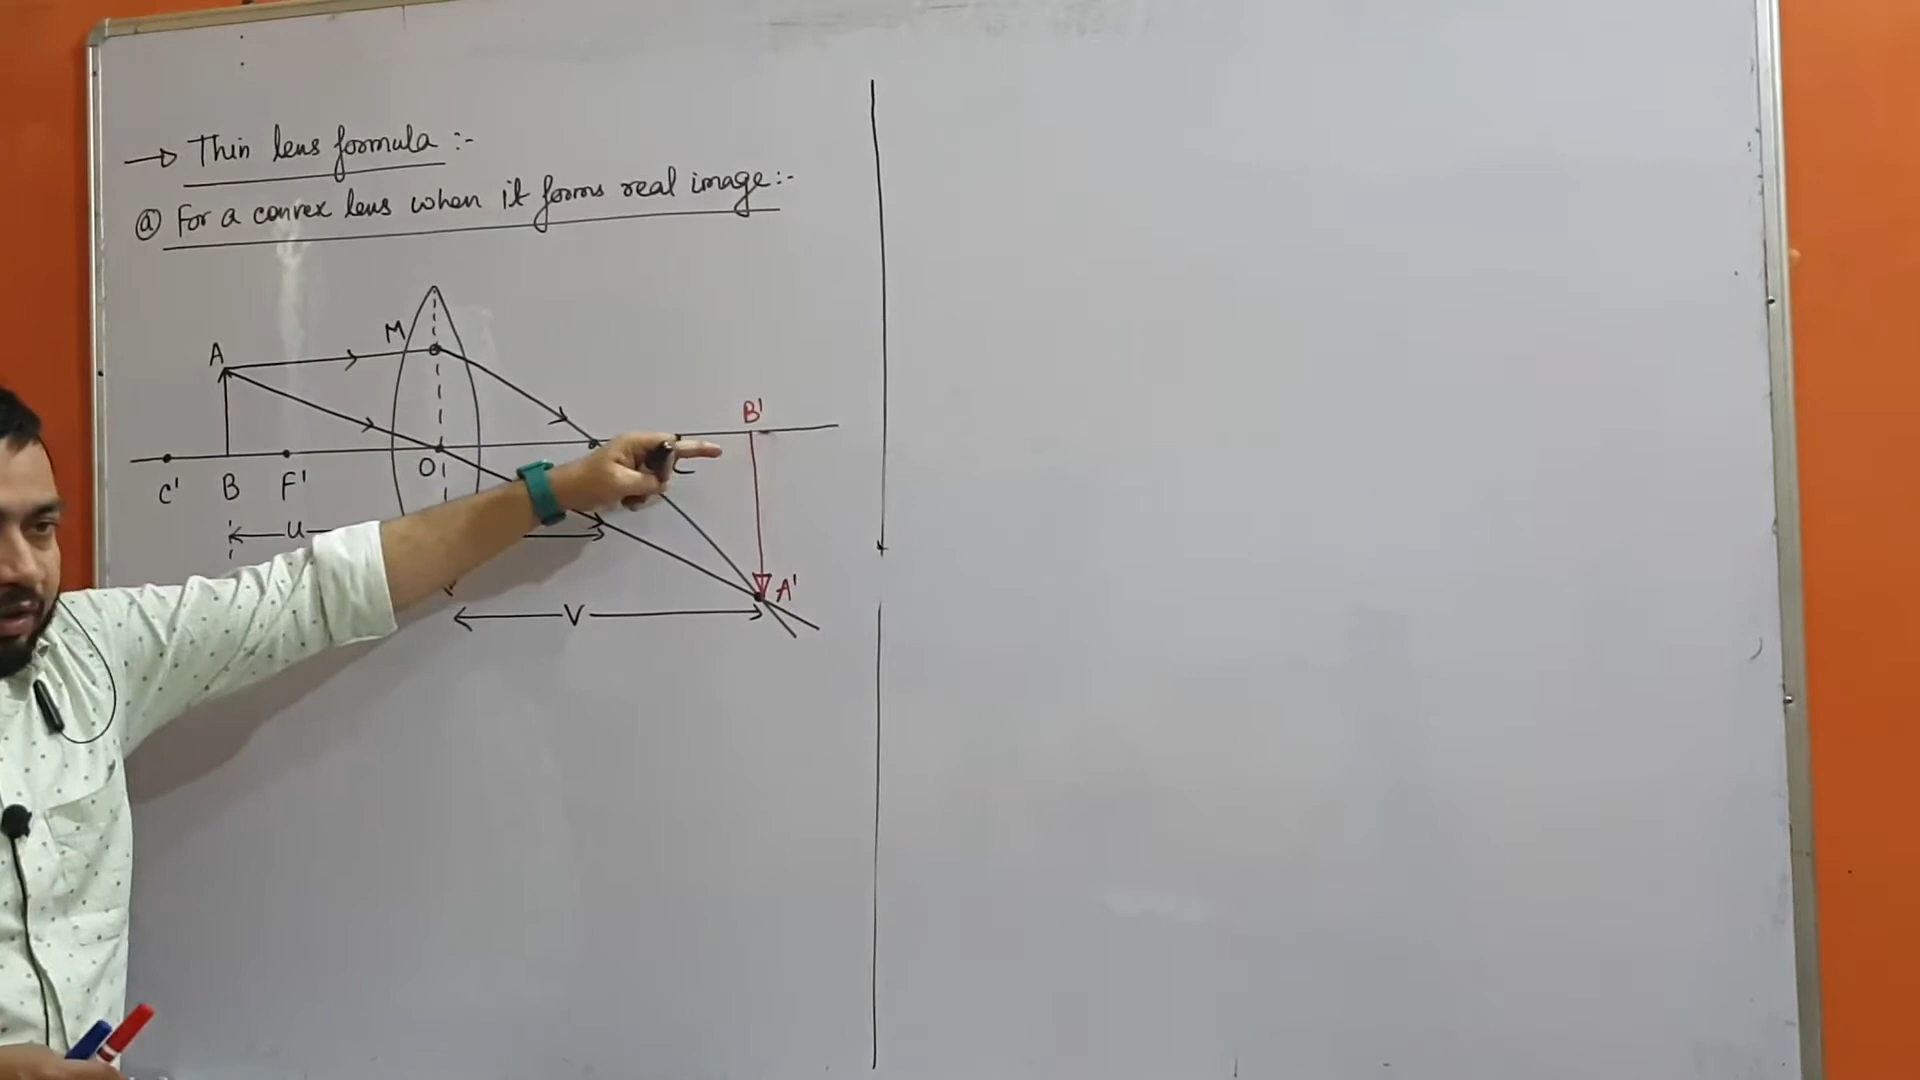 → Thin lens formula :-
ⓐ For a convex lens when it forms real image :-
M
A
B'
O
C
C' B F'
u
A'
V